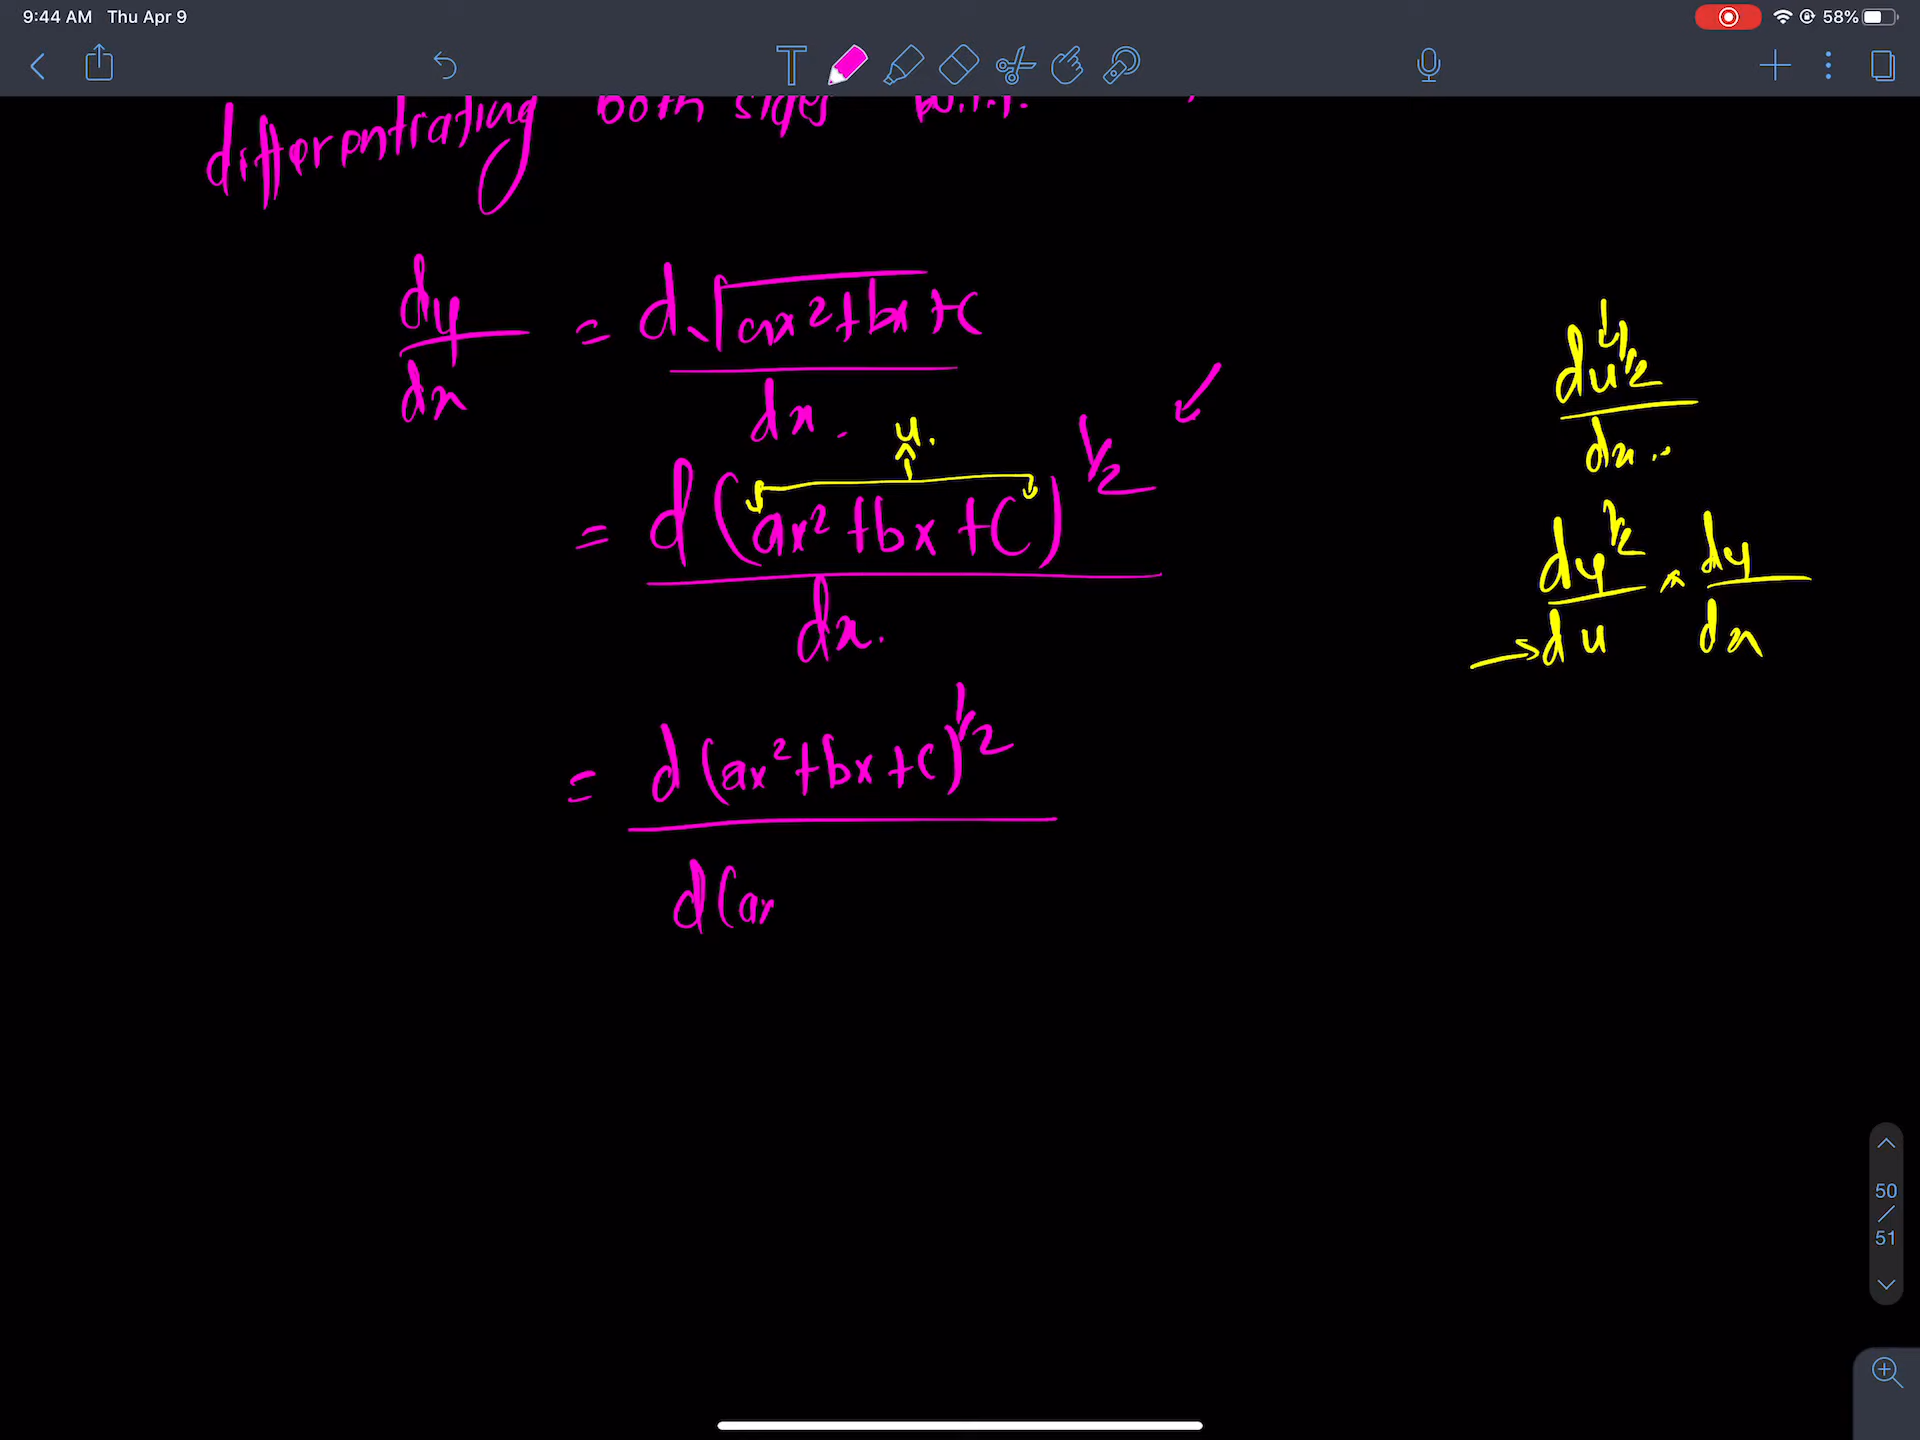 9:44 AM Thu Apr 9
58%
differentiating both sides w.r.t.
dy/dx = d√ax²+bx+c / dx.
u.
= d(ax²+bx+c)^1/2 / dx.
= d(ax²+bx+c)^1/2 / d(ax
du^1/2 / dx..
dy^1/2 / du × dy/dx
50
/
51